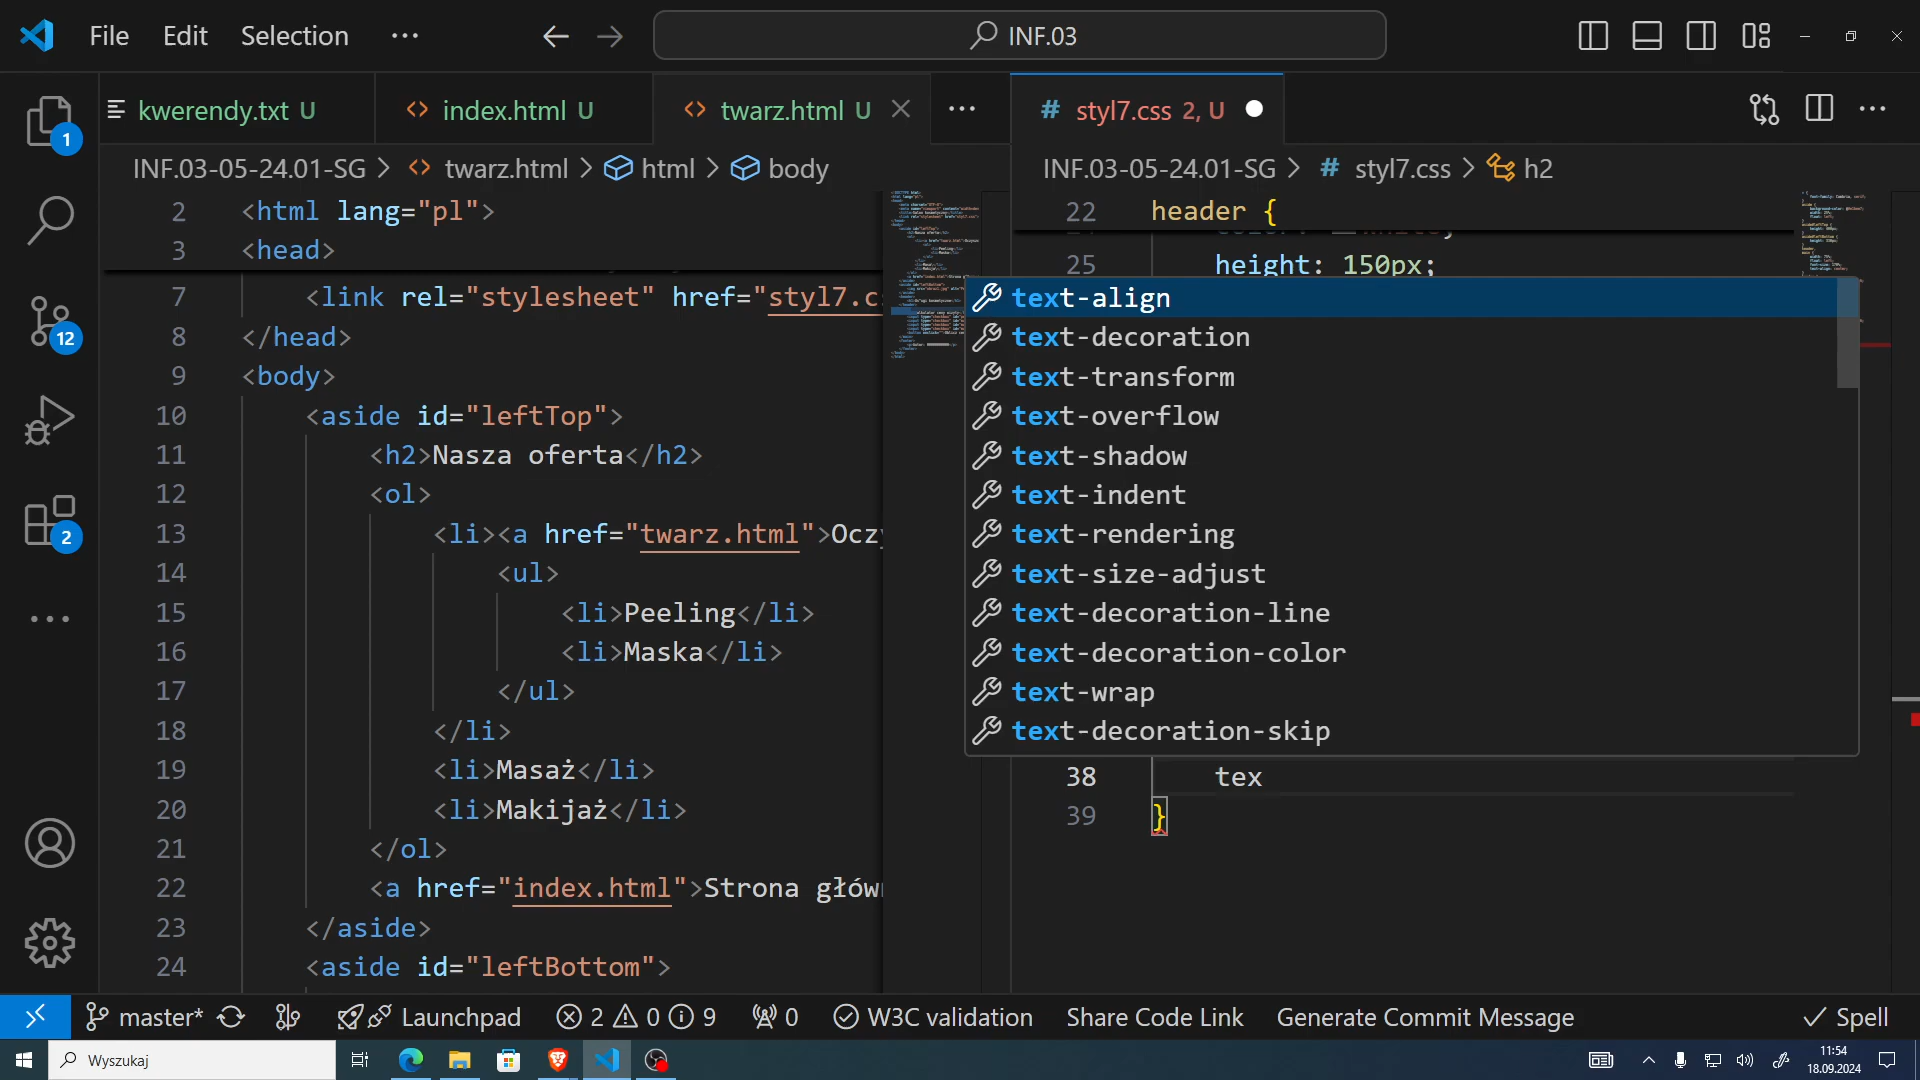 File Edit Selection ··· INF.03
kwerendy.txt U index.html U twarz.html U ··· # styl7.css 2, U ···
INF.03-05-24.01-SG > twarz.html > html > body
INF.03-05-24.01-SG > # styl7.css > h2
2 <html lang="pl">
3 <head>
7 <link rel="stylesheet" href="styl7.c
8 </head>
9 <body>
10 <aside id="leftTop">
11 <h2>Nasza oferta</h2>
12 <ol>
13 <li><a href="twarz.html">Oczy
14 <ul>
15 <li>Peeling</li>
16 <li>Maska</li>
17 </ul>
18 </li>
19 <li>Masaż</li>
20 <li>Makijaż</li>
21 </ol>
22 <a href="index.html">Strona głów
23 </aside>
24 <aside id="leftBottom">
22 header {
25 height: 150px;
text-align
text-decoration
text-transform
text-overflow
text-shadow
text-indent
text-rendering
text-size-adjust
text-decoration-line
text-decoration-color
text-wrap
text-decoration-skip
38 tex
39 }
1
12
2
master* Launchpad 2 0 9 0 W3C validation Share Code Link Generate Commit Message Spell
Wyszukaj
11:54
18.09.2024